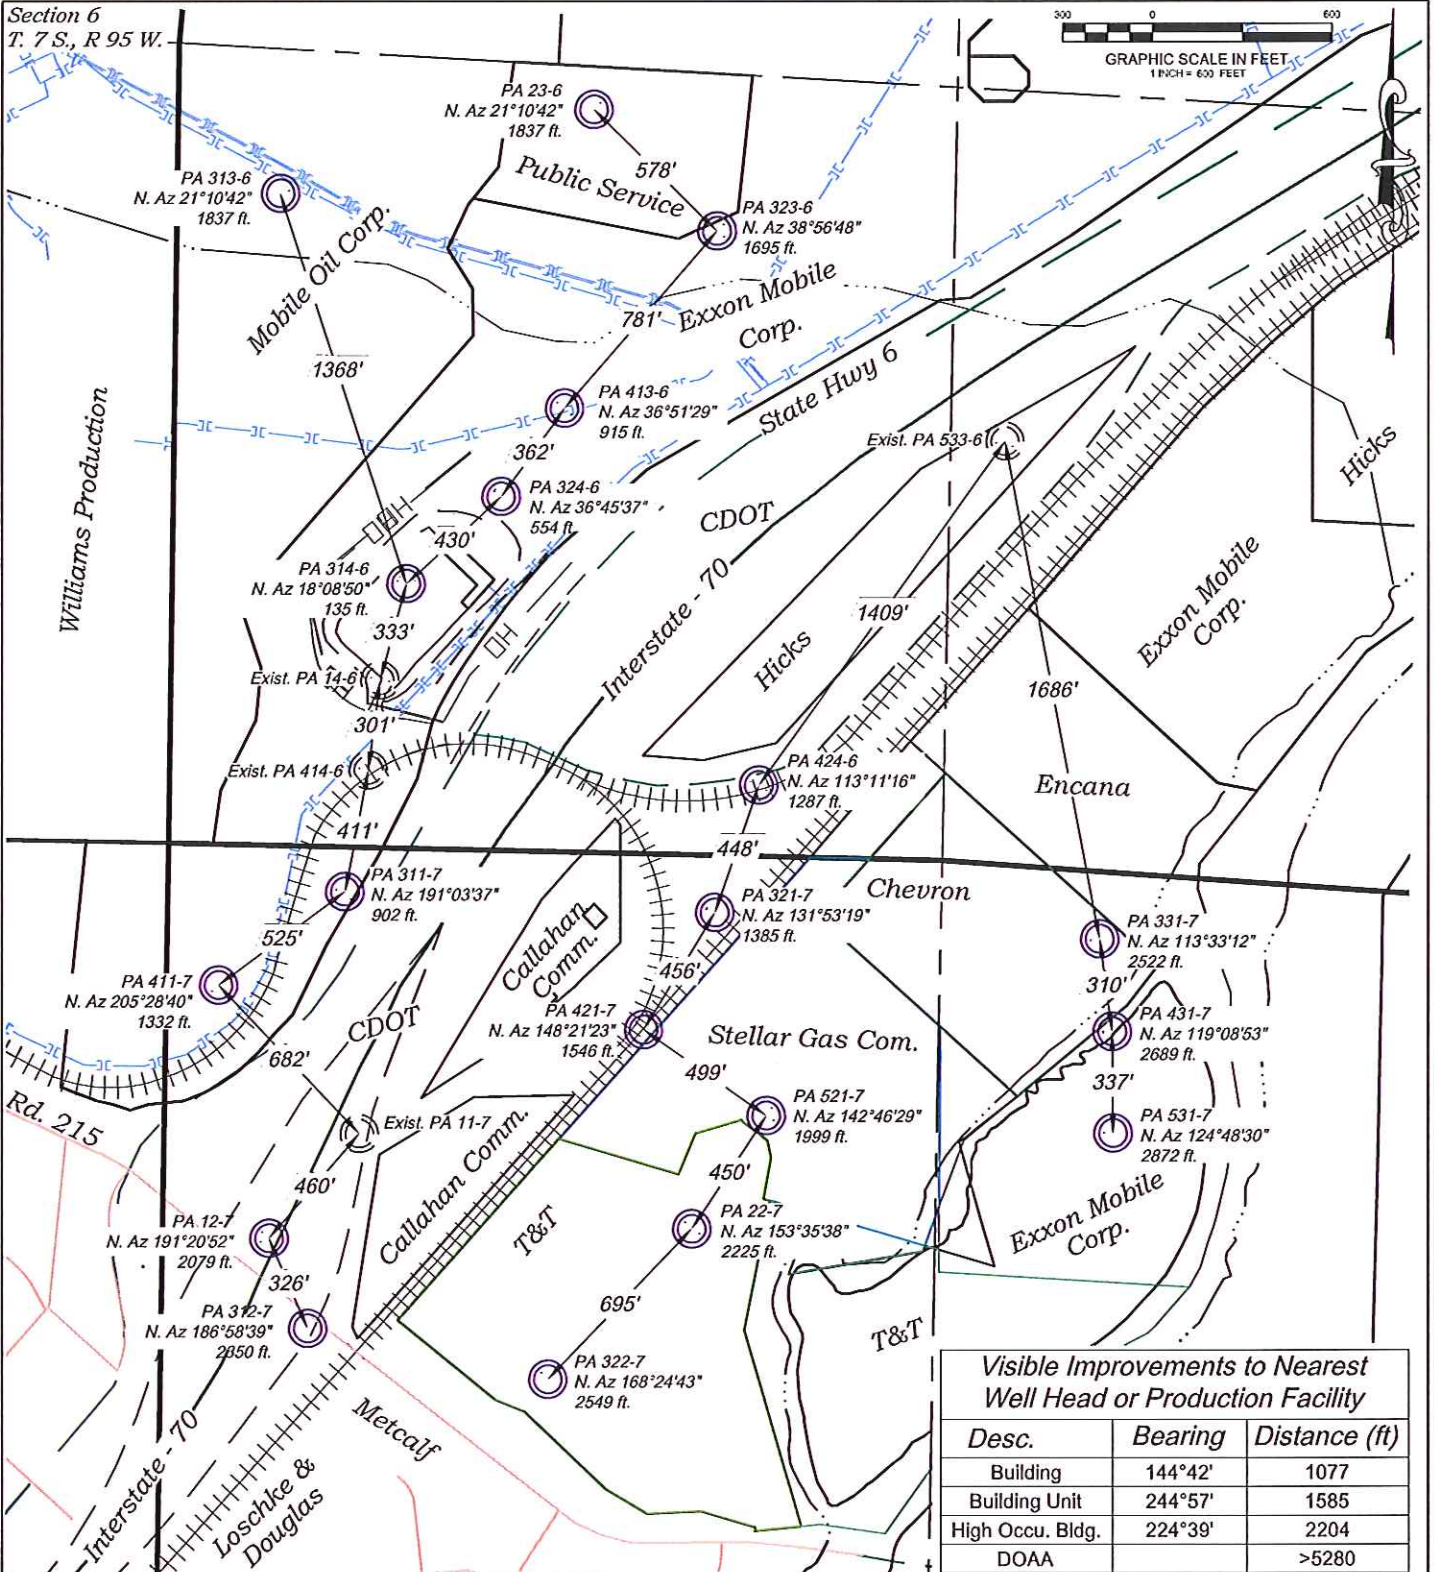 Section 6
T. 7 S., R 95 W.
300 0 600
GRAPHIC SCALE IN FEET
1 INCH = 600 FEET
PA 23-6
N. Az 21°10'42"
1837 ft.
578'
Public Service
PA 313-6
N. Az 21°10'42"
1837 ft.
PA 323-6
N. Az 38°56'48"
1695 ft.
Mobile Oil Corp.
Exxon Mobile
Corp.
781'
1368'
State Hwy 6
PA 413-6
N. Az 36°51'29"
915 ft.
Williams Production
362'
Exist. PA 533-6
Hicks
PA 324-6
N. Az 36°45'37"
554 ft.
CDOT
430'
PA 314-6
N. Az 18°08'50"
135 ft.
Interstate - 70
1409'
Exxon Mobile
Corp.
333'
Hicks
Exist. PA 14-6
1686'
301'
Exist. PA 414-6
PA 424-6
N. Az 113°11'16"
1287 ft.
Encana
411'
448'
PA 311-7
N. Az 191°03'37"
902 ft.
Chevron
PA 321-7
N. Az 131°53'19"
1385 ft.
Callahan
Comm.
525'
PA 331-7
N. Az 113°33'12"
2522 ft.
456'
PA 411-7
N. Az 205°28'40"
1332 ft.
310'
CDOT
PA 421-7
N. Az 148°21'23"
1546 ft.
Stellar Gas Com.
PA 431-7
N. Az 119°08'53"
2689 ft.
682'
499'
337'
Rd. 215
Exist. PA 11-7
PA 521-7
N. Az 142°46'29"
1999 ft.
PA 531-7
N. Az 124°48'30"
2872 ft.
Callahan Comm.
450'
460'
PA 12-7
N. Az 191°20'52"
2079 ft.
T&T
PA 22-7
N. Az 153°35'38"
2225 ft.
Exxon Mobile
Corp.
326'
695'
PA 312-7
N. Az 186°58'39"
2350 ft.
T&T
PA 322-7
N. Az 168°24'43"
2549 ft.
Metcalf
Interstate - 70
Loschke &
Douglas
Visible Improvements to Nearest
Well Head or Production Facility
Desc. Bearing Distance (ft)
Building 144°42' 1077
Building Unit 244°57' 1585
High Occu. Bldg. 224°39' 2204
DOAA >5280